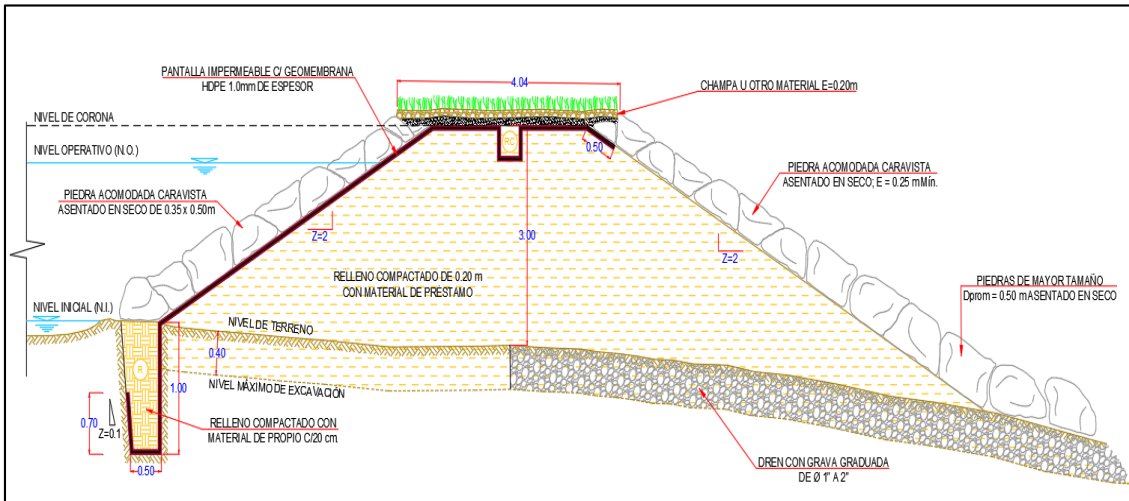 4.04
PANTALLA IMPERMEABLE C/ GEOMEMBRANA
HDPE 1.0mm DE ESPESOR
CHAMPA U OTRO MATERIAL E=0.20m
NIVEL DE CORONA
RC
0.50
NIVEL OPERATIVO (N.O.)
PIEDRA ACOMODADA CARAVISTA
ASENTADO EN SECO; E = 0.25 mMín.
PIEDRA ACOMODADA CARAVISTA
ASENTADO EN SECO DE 0.35 x 0.50m
Z=2
3.00
Z=2
RELLENO COMPACTADO DE 0.20 m
CON MATERIAL DE PRÉSTAMO
PIEDRAS DE MAYOR TAMAÑO
Dprom = 0.50 m ASENTADO EN SECO
NIVEL INICIAL (N.I.)
NIVEL DE TERRENO
0.40
R
1.00
NIVEL MÁXIMO DE EXCAVACIÓN
0.70
Z=0.1
RELLENO COMPACTADO CON
MATERIAL DE PROPIO C/20 cm.
0.50
DREN CON GRAVA GRADUADA
DE Ø 1" A 2"